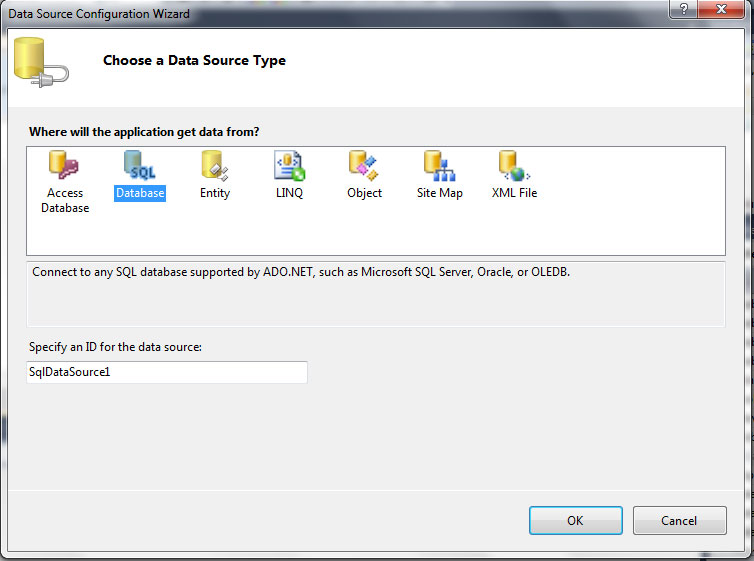 Data Source Configuration Wizard
?
Choose a Data Source Type
Where will the application get data from?
SQL
Access Database
Database
Entity
LINQ
Object
Site Map
XML File
Connect to any SQL database supported by ADO.NET, such as Microsoft SQL Server, Oracle, or OLEDB.
Specify an ID for the data source:
SqlDataSource1
OK
Cancel